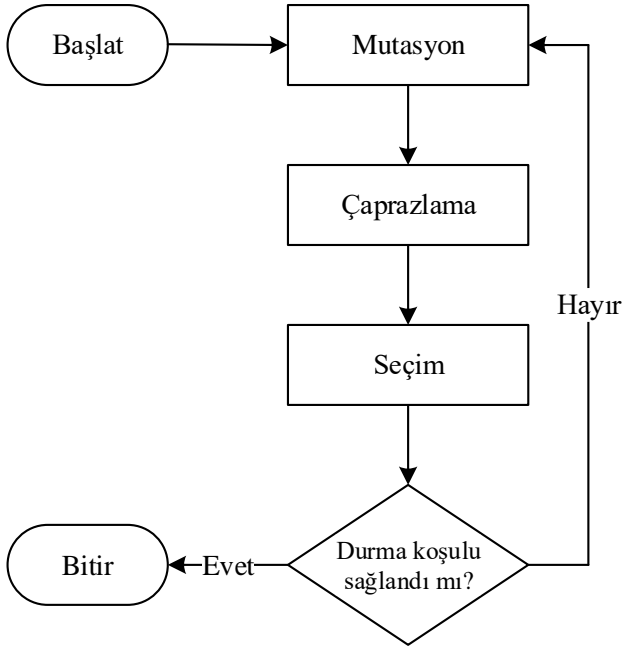 Başlat
Mutasyon
Çaprazlama
Hayır
Seçim
Durma koşulu
sağlandı mı?
Evet
Bitir